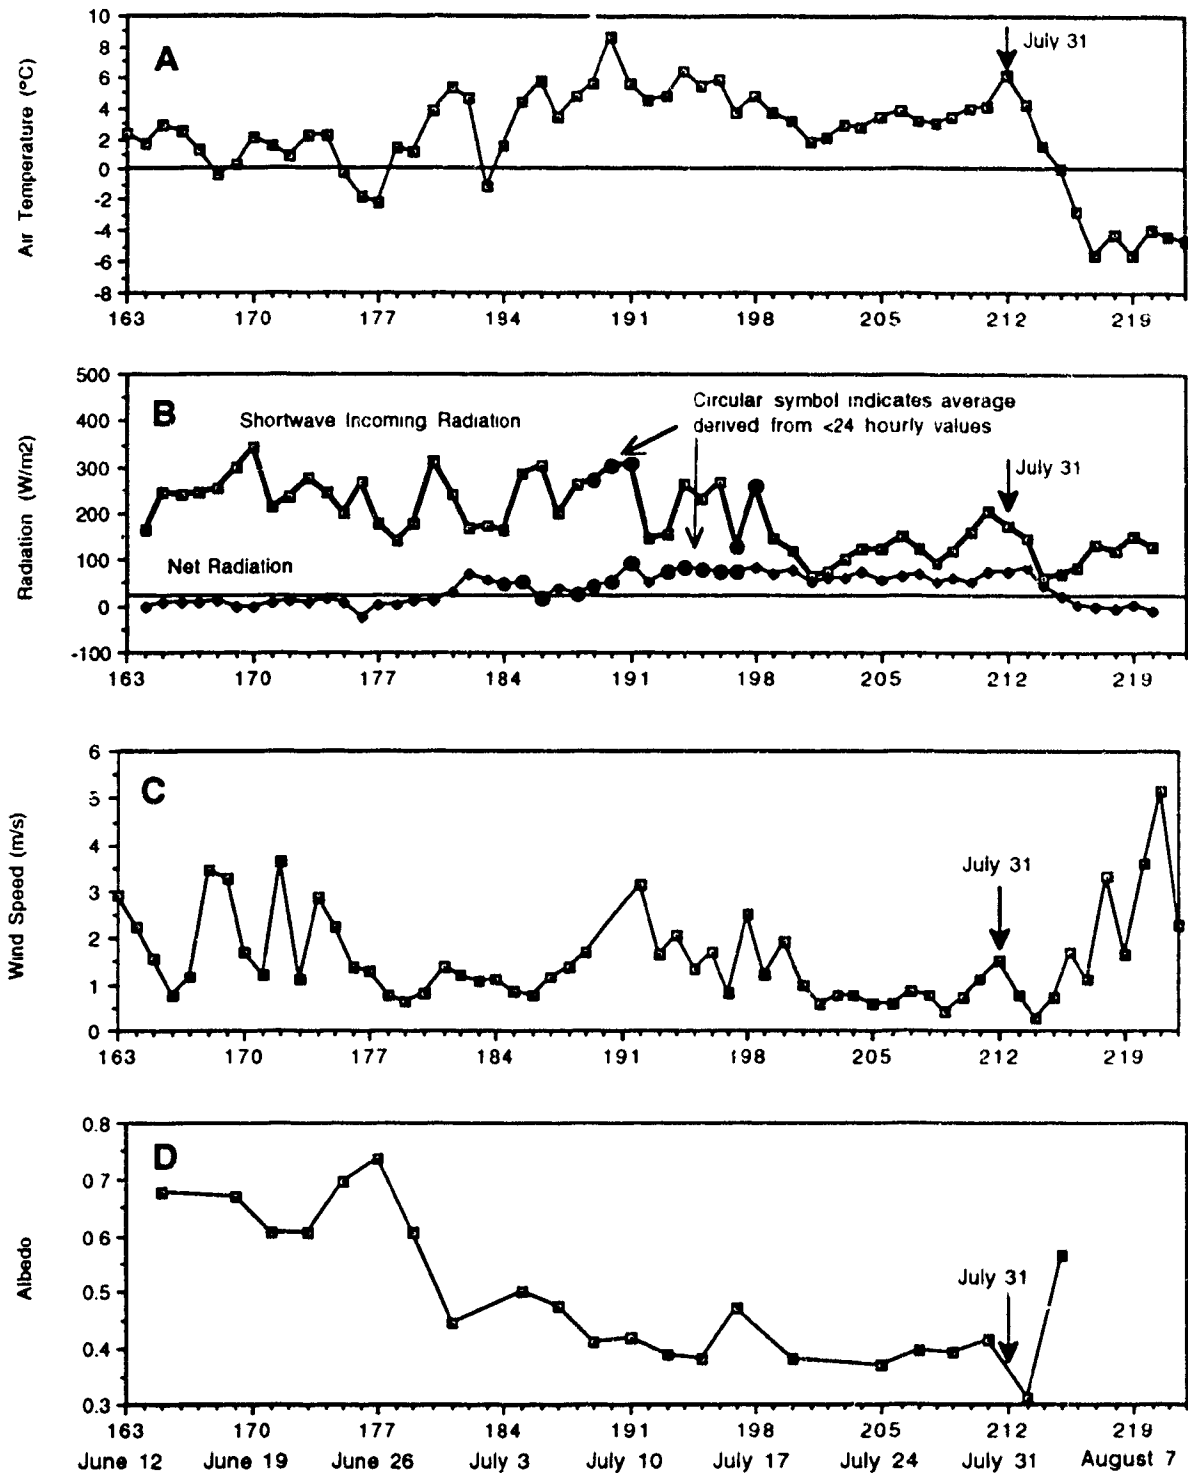 10
A
July 31
8
6
4
2
0
-2
-4
-6
-8
Air Temperature (°C)
163 170 177 184 191 198 205 212 219
500
B
Shortwave Incoming Radiation
Circular symbol indicates average
derived from <24 hourly values
July 31
400
300
200
100
Net Radiation
0
-100
Radiation (W/m2)
163 170 177 184 191 198 205 212 219
6
C
5
4
July 31
3
2
1
0
Wind Speed (m/s)
163 170 177 184 191 198 205 212 219
0.8
D
0.7
0.6
0.5
July 31
0.4
0.3
Albedo
163 170 177 184 191 198 205 212 219
June 12 June 19 June 26 July 3 July 10 July 17 July 24 July 31 August 7